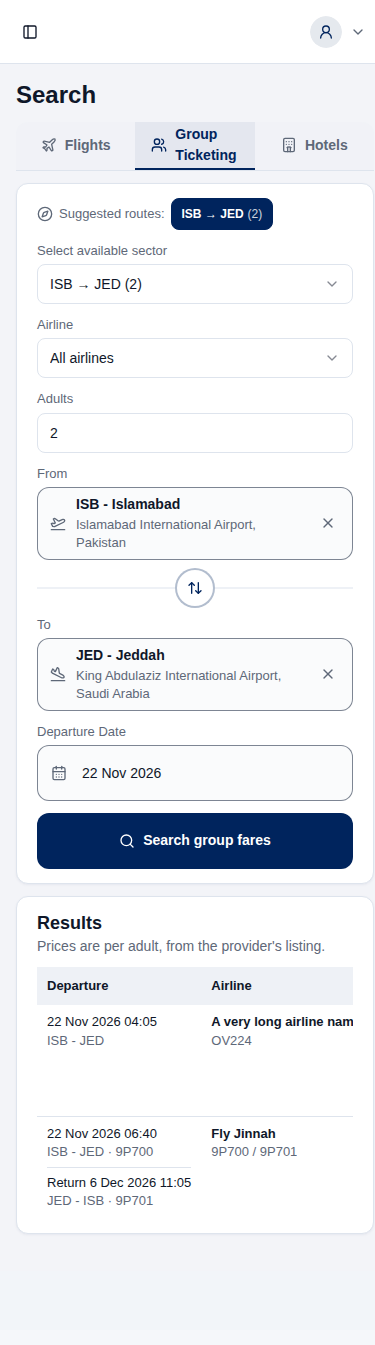 Search
Flights
Group
Ticketing
Hotels
Suggested routes:
ISB → JED (2)
Select available sector
ISB → JED (2)
Airline
All airlines
Adults
2
From
ISB - Islamabad
Islamabad International Airport,
Pakistan
To
JED - Jeddah
King Abdulaziz International Airport,
Saudi Arabia
Departure Date
22 Nov 2026
Search group fares
Results
Prices are per adult, from the provider's listing.
Departure Airline
22 Nov 2026 04:05 A very long airline nam
ISB - JED OV224
22 Nov 2026 06:40 Fly Jinnah
ISB - JED · 9P700 9P700 / 9P701
Return 6 Dec 2026 11:05
JED - ISB · 9P701